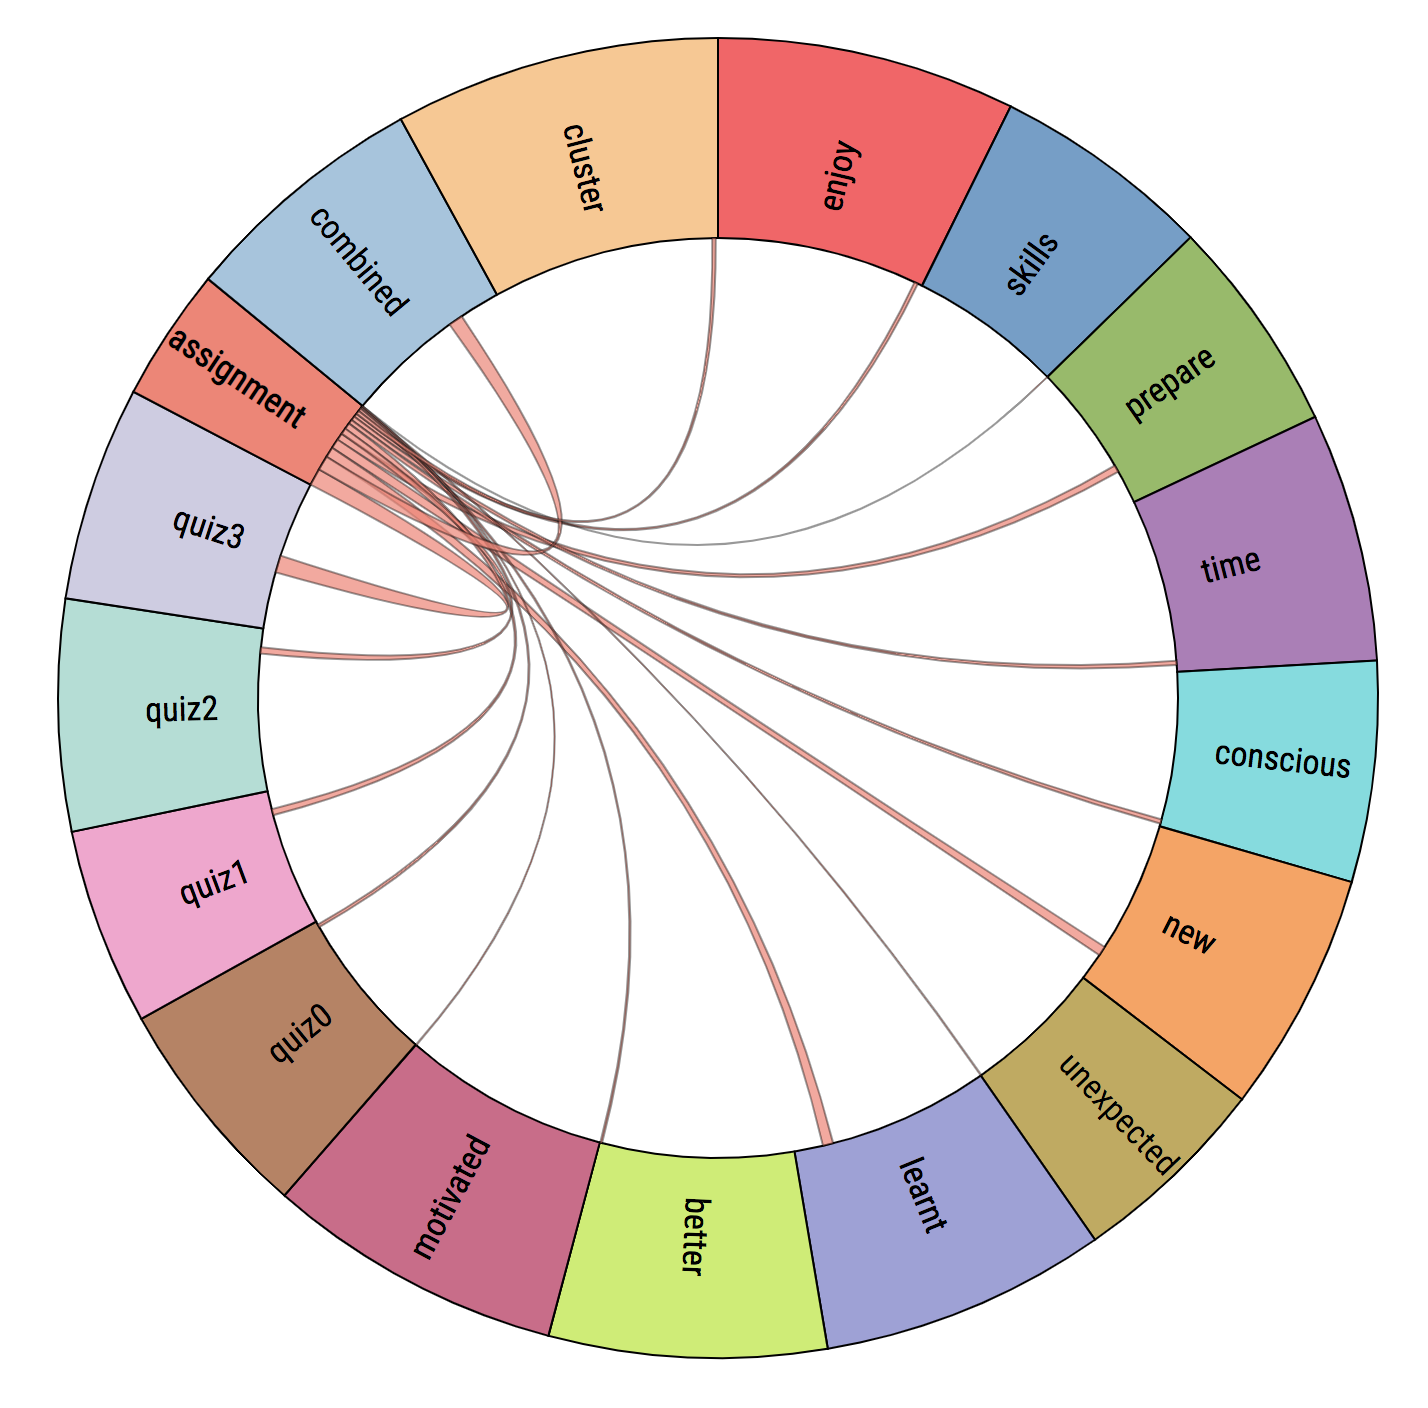 enjoy
skills
prepare
time
conscious
new
unexpected
learnt
better
motivated
quiz0
quiz1
quiz2
quiz3
assignment
combined
cluster